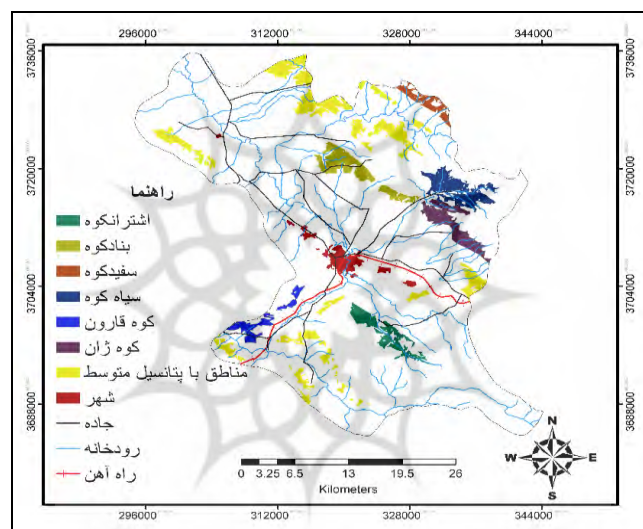 296000 312000 328000 344000
3736000 3736000
3720000 3720000
3704000 3704000
3688000 3688000
راهنما
اشترانکوه
بنادکوه
سفیدکوه
سیاه کوه
کوه قارون
کوه ژان
مناطق با پتانسیل متوسط
شهر
جاده
رودخانه
راه آهن
N
W E
S
0 3.25 6.5 13 19.5 26
Kilometers
296000 312000 328000 344000